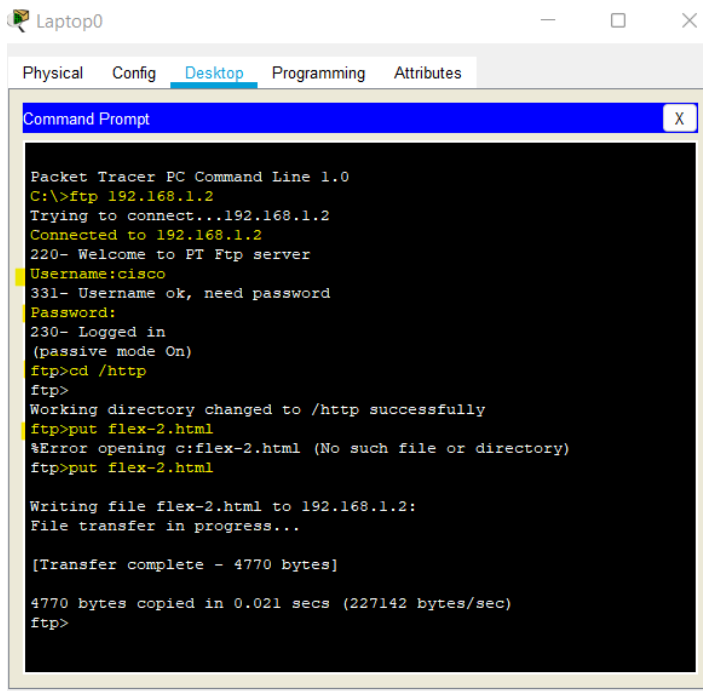 Laptop0
Physical Config Desktop Programming Attributes
Command Prompt
X
Packet Tracer PC Command Line 1.0
C:\>ftp 192.168.1.2
Trying to connect...192.168.1.2
Connected to 192.168.1.2
220- Welcome to PT Ftp server
Username:cisco
331- Username ok, need password
Password:
230- Logged in
(passive mode On)
ftp>cd /http
ftp>
Working directory changed to /http successfully
ftp>put flex-2.html
%Error opening c:flex-2.html (No such file or directory)
ftp>put flex-2.html
Writing file flex-2.html to 192.168.1.2:
File transfer in progress...
[Transfer complete - 4770 bytes]
4770 bytes copied in 0.021 secs (227142 bytes/sec)
ftp>